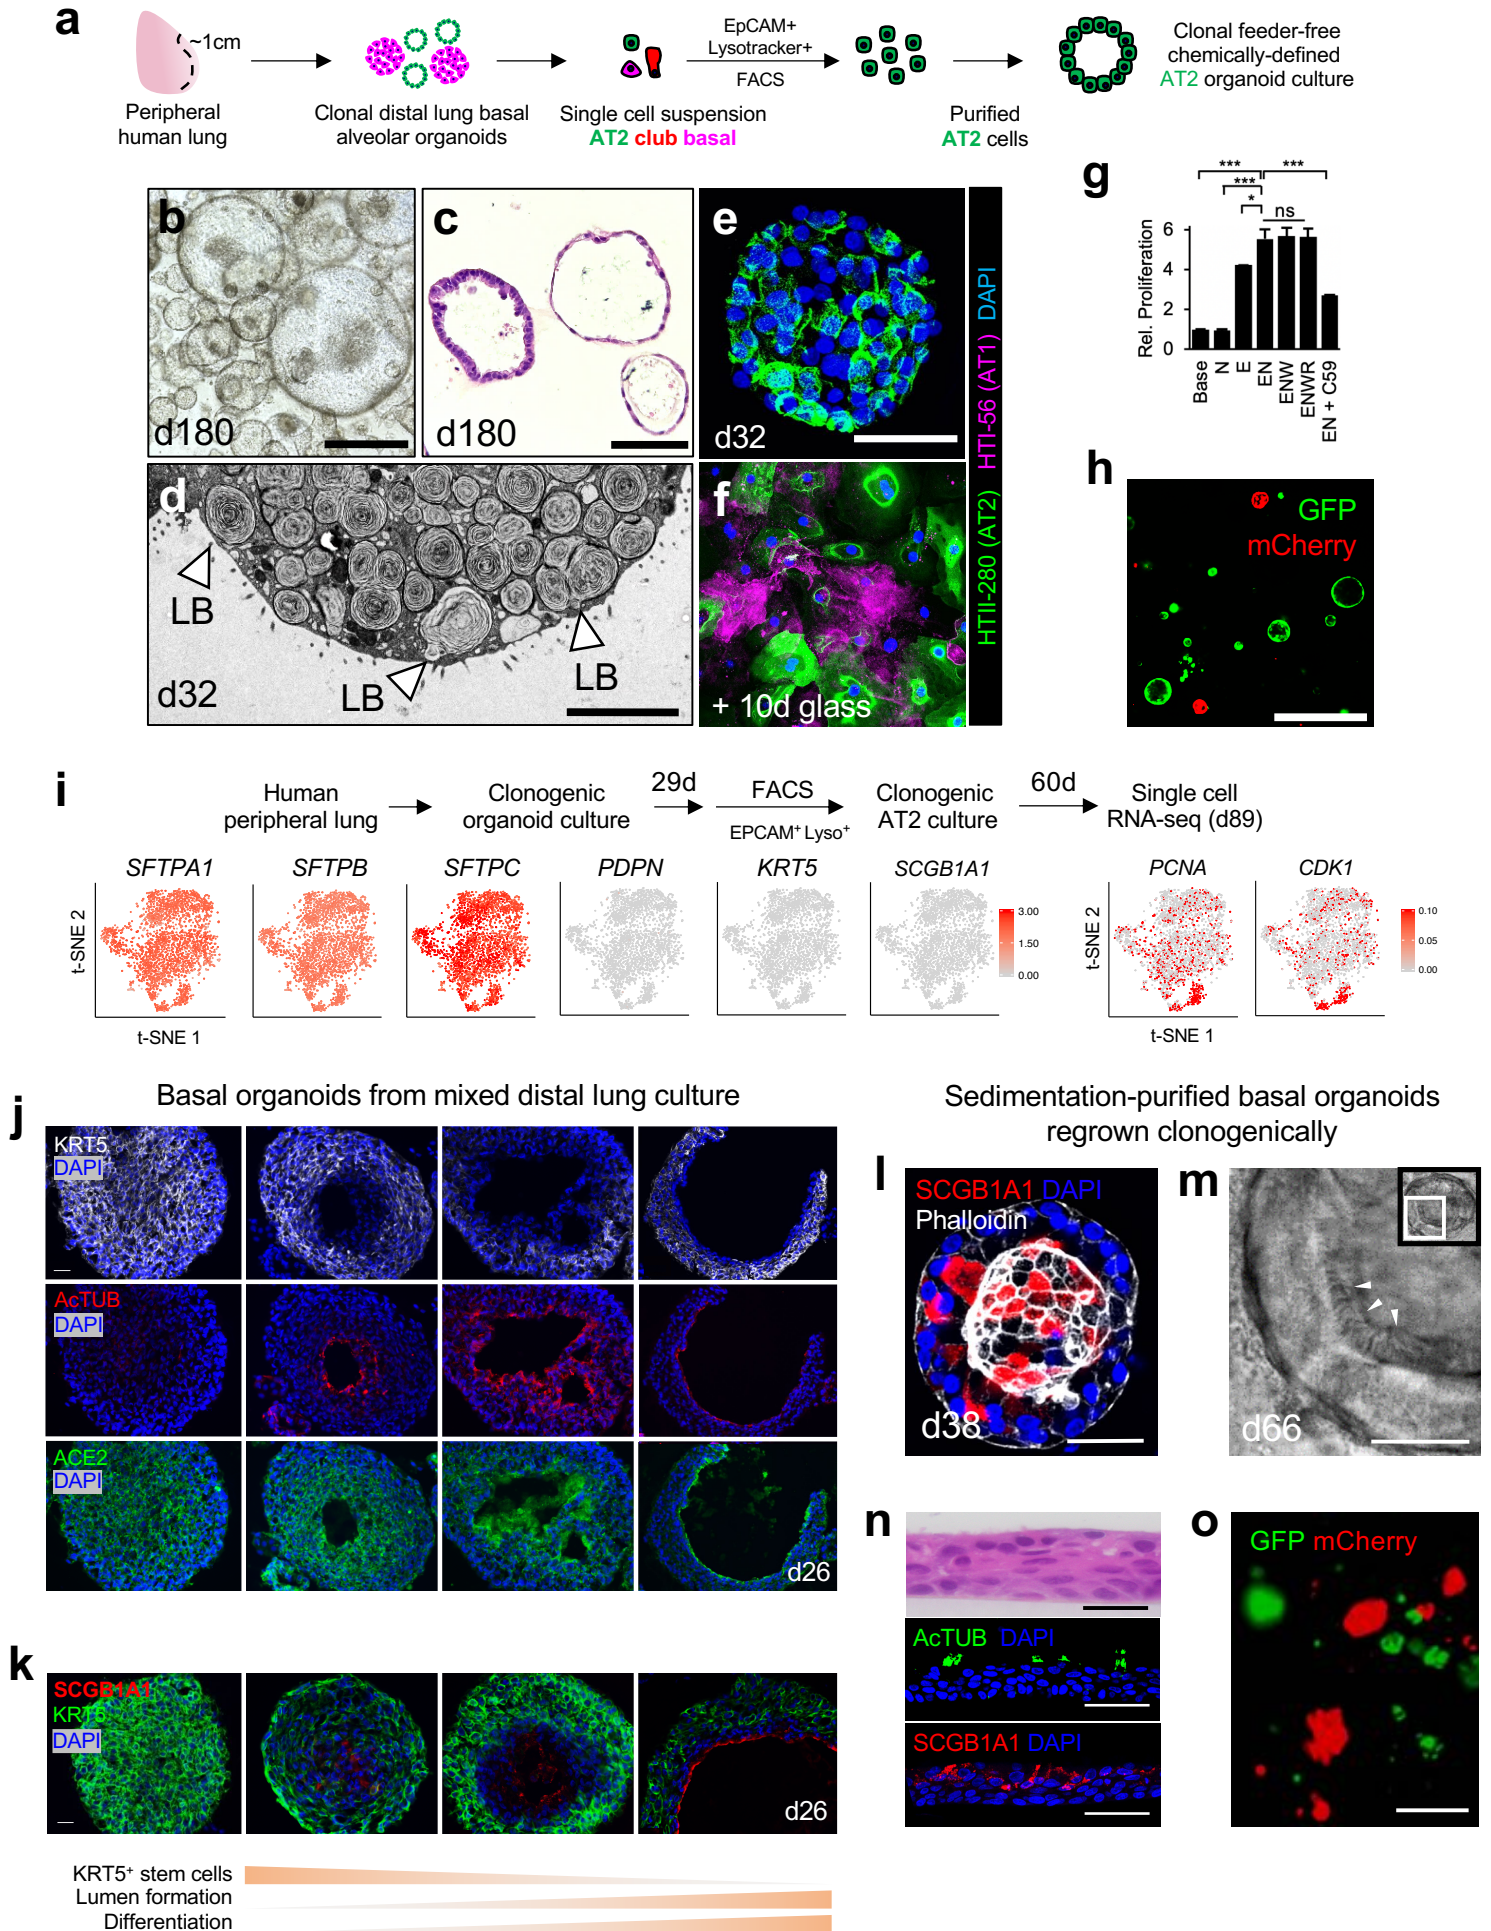 a
~1cm
Peripheral
human lung
Clonal distal lung basal
alveolar organoids
Single cell suspension
AT2 club basal
EpCAM+
Lysotracker+
FACS
Purified
AT2 cells
Clonal feeder-free
chemically-defined
AT2 organoid culture
b
d180
c
d180
d
LB
LB
LB
d32
e
d32
f
+ 10d glass
HTII-280 (AT2) HTI-56 (AT1) DAPI
g
***
***
***
*
ns
Rel. Proliferation
6
4
2
0
Base
N
E
EN
ENW
ENWR
EN + C59
h
GFP
mCherry
i
Human
peripheral lung
Clonogenic
organoid culture
29d
FACS
EPCAM⁺ Lyso⁺
Clonogenic
AT2 culture
60d
Single cell
RNA-seq (d89)
SFTPA1
SFTPB
SFTPC
PDPN
KRT5
SCGB1A1
PCNA
CDK1
t-SNE 2
t-SNE 1
3.00
1.50
0.00
t-SNE 2
t-SNE 1
0.10
0.05
0.00
Basal organoids from mixed distal lung culture
j
KRT5
DAPI
AcTUB
DAPI
ACE2
DAPI
d26
k
SCGB1A1
KRT5
DAPI
d26
KRT5⁺ stem cells
Lumen formation
Differentiation
Sedimentation-purified basal organoids
regrown clonogenically
l
SCGB1A1 DAPI
Phalloidin
d38
m
d66
n
AcTUB DAPI
SCGB1A1 DAPI
o
GFP mCherry